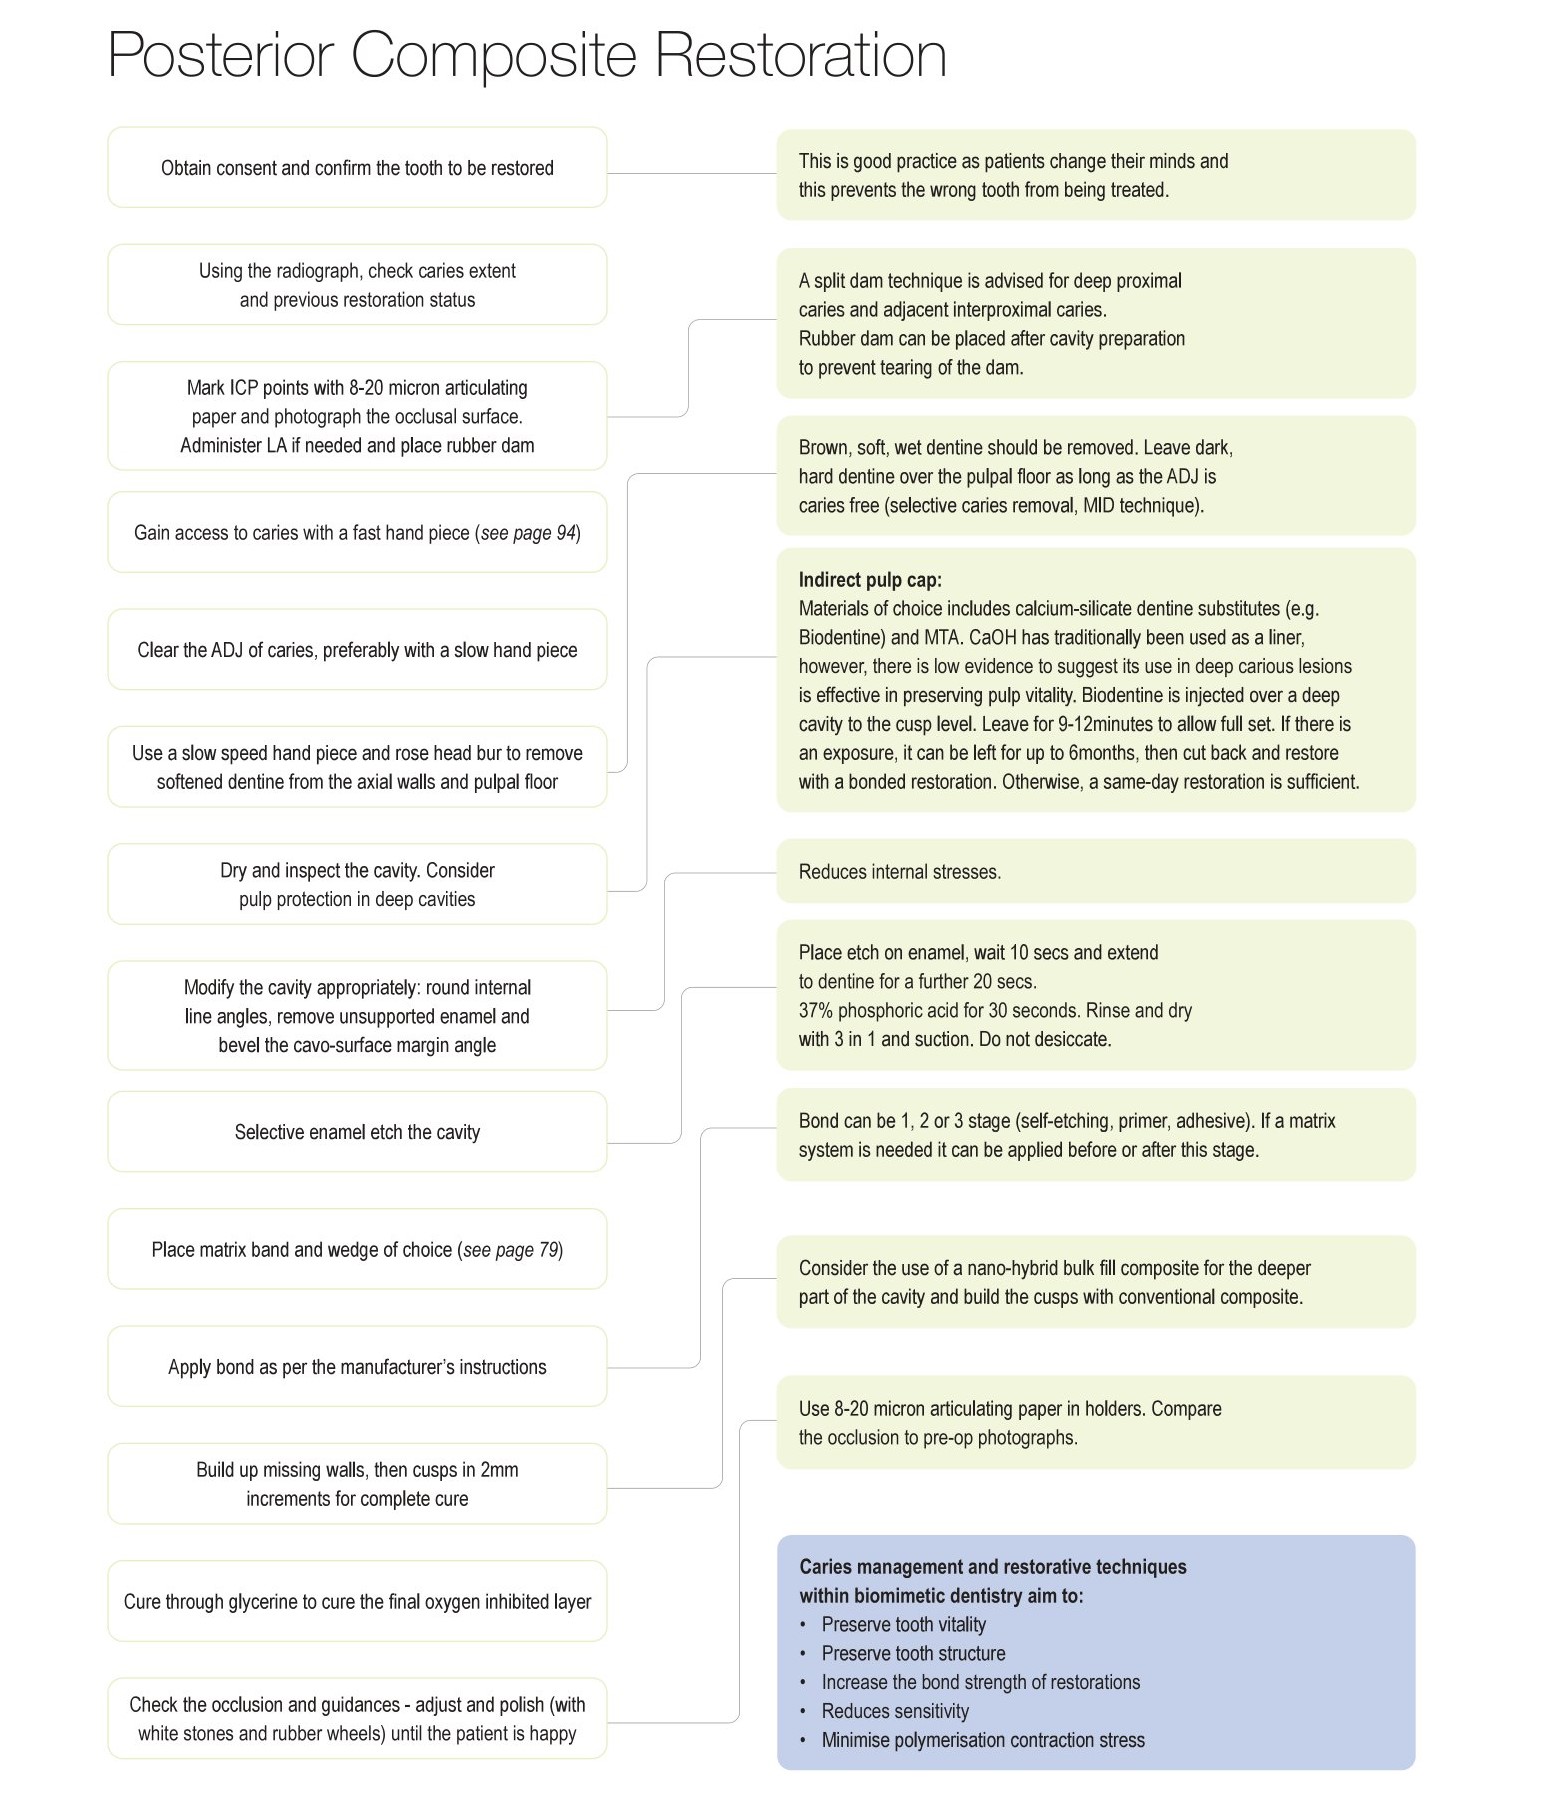 Posterior Composite Restoration
Obtain consent and confirm the tooth to be restored
This is good practice as patients change their minds and
this prevents the wrong tooth from being treated.
Using the radiograph, check caries extent
and previous restoration status
Mark ICP points with 8-20 micron articulating
paper and photograph the occlusal surface.
Administer LA if needed and place rubber dam
A split dam technique is advised for deep proximal
caries and adjacent interproximal caries.
Rubber dam can be placed after cavity preparation
to prevent tearing of the dam.
Gain access to caries with a fast hand piece (see page 94)
Clear the ADJ of caries, preferably with a slow hand piece
Use a slow speed hand piece and rose head bur to remove
softened dentine from the axial walls and pulpal floor
Brown, soft, wet dentine should be removed. Leave dark,
hard dentine over the pulpal floor as long as the ADJ is
caries free (selective caries removal, MID technique).
Dry and inspect the cavity. Consider
pulp protection in deep cavities
Indirect pulp cap:
Materials of choice includes calcium-silicate dentine substitutes (e.g.
Biodentine) and MTA. CaOH has traditionally been used as a liner,
however, there is low evidence to suggest its use in deep carious lesions
is effective in preserving pulp vitality. Biodentine is injected over a deep
cavity to the cusp level. Leave for 9-12minutes to allow full set. If there is
an exposure, it can be left for up to 6months, then cut back and restore
with a bonded restoration. Otherwise, a same-day restoration is sufficient.
Modify the cavity appropriately: round internal
line angles, remove unsupported enamel and
bevel the cavo-surface margin angle
Reduces internal stresses.
Selective enamel etch the cavity
Place etch on enamel, wait 10 secs and extend
to dentine for a further 20 secs.
37% phosphoric acid for 30 seconds. Rinse and dry
with 3 in 1 and suction. Do not desiccate.
Place matrix band and wedge of choice (see page 79)
Apply bond as per the manufacturer’s instructions
Bond can be 1, 2 or 3 stage (self-etching, primer, adhesive). If a matrix
system is needed it can be applied before or after this stage.
Build up missing walls, then cusps in 2mm
increments for complete cure
Consider the use of a nano-hybrid bulk fill composite for the deeper
part of the cavity and build the cusps with conventional composite.
Cure through glycerine to cure the final oxygen inhibited layer
Check the occlusion and guidances - adjust and polish (with
white stones and rubber wheels) until the patient is happy
Use 8-20 micron articulating paper in holders. Compare
the occlusion to pre-op photographs.
Caries management and restorative techniques
within biomimetic dentistry aim to:
• Preserve tooth vitality
• Preserve tooth structure
• Increase the bond strength of restorations
• Reduces sensitivity
• Minimise polymerisation contraction stress